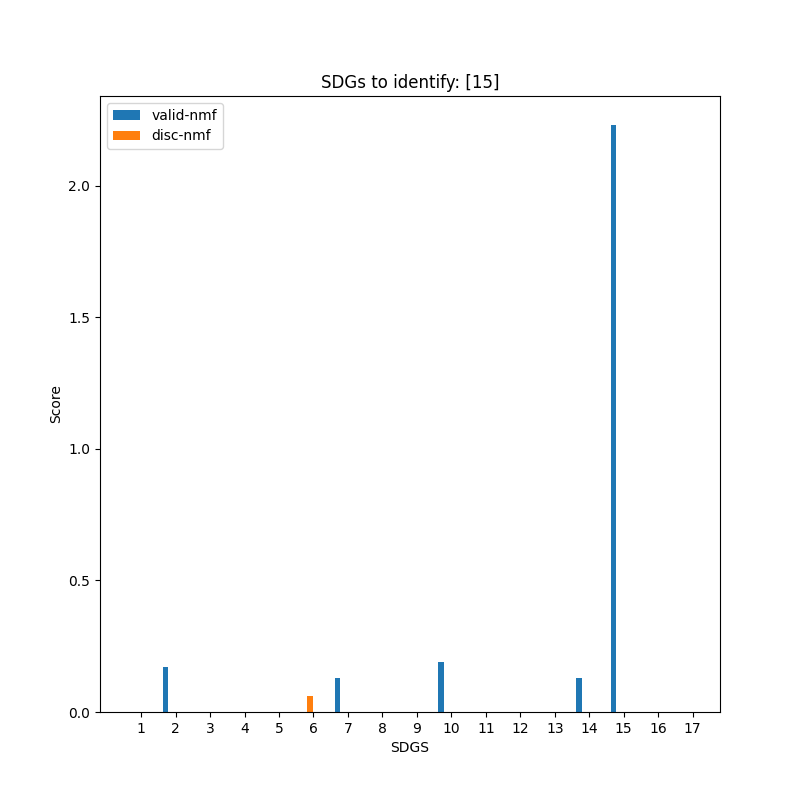 SDGs to identify: [15]
valid-nmf
disc-nmf
2.0
1.5
1.0
0.5
0.0
Score
1 2 3 4 5 6 7 8 9 10 11 12 13 14 15 16 17
SDGS